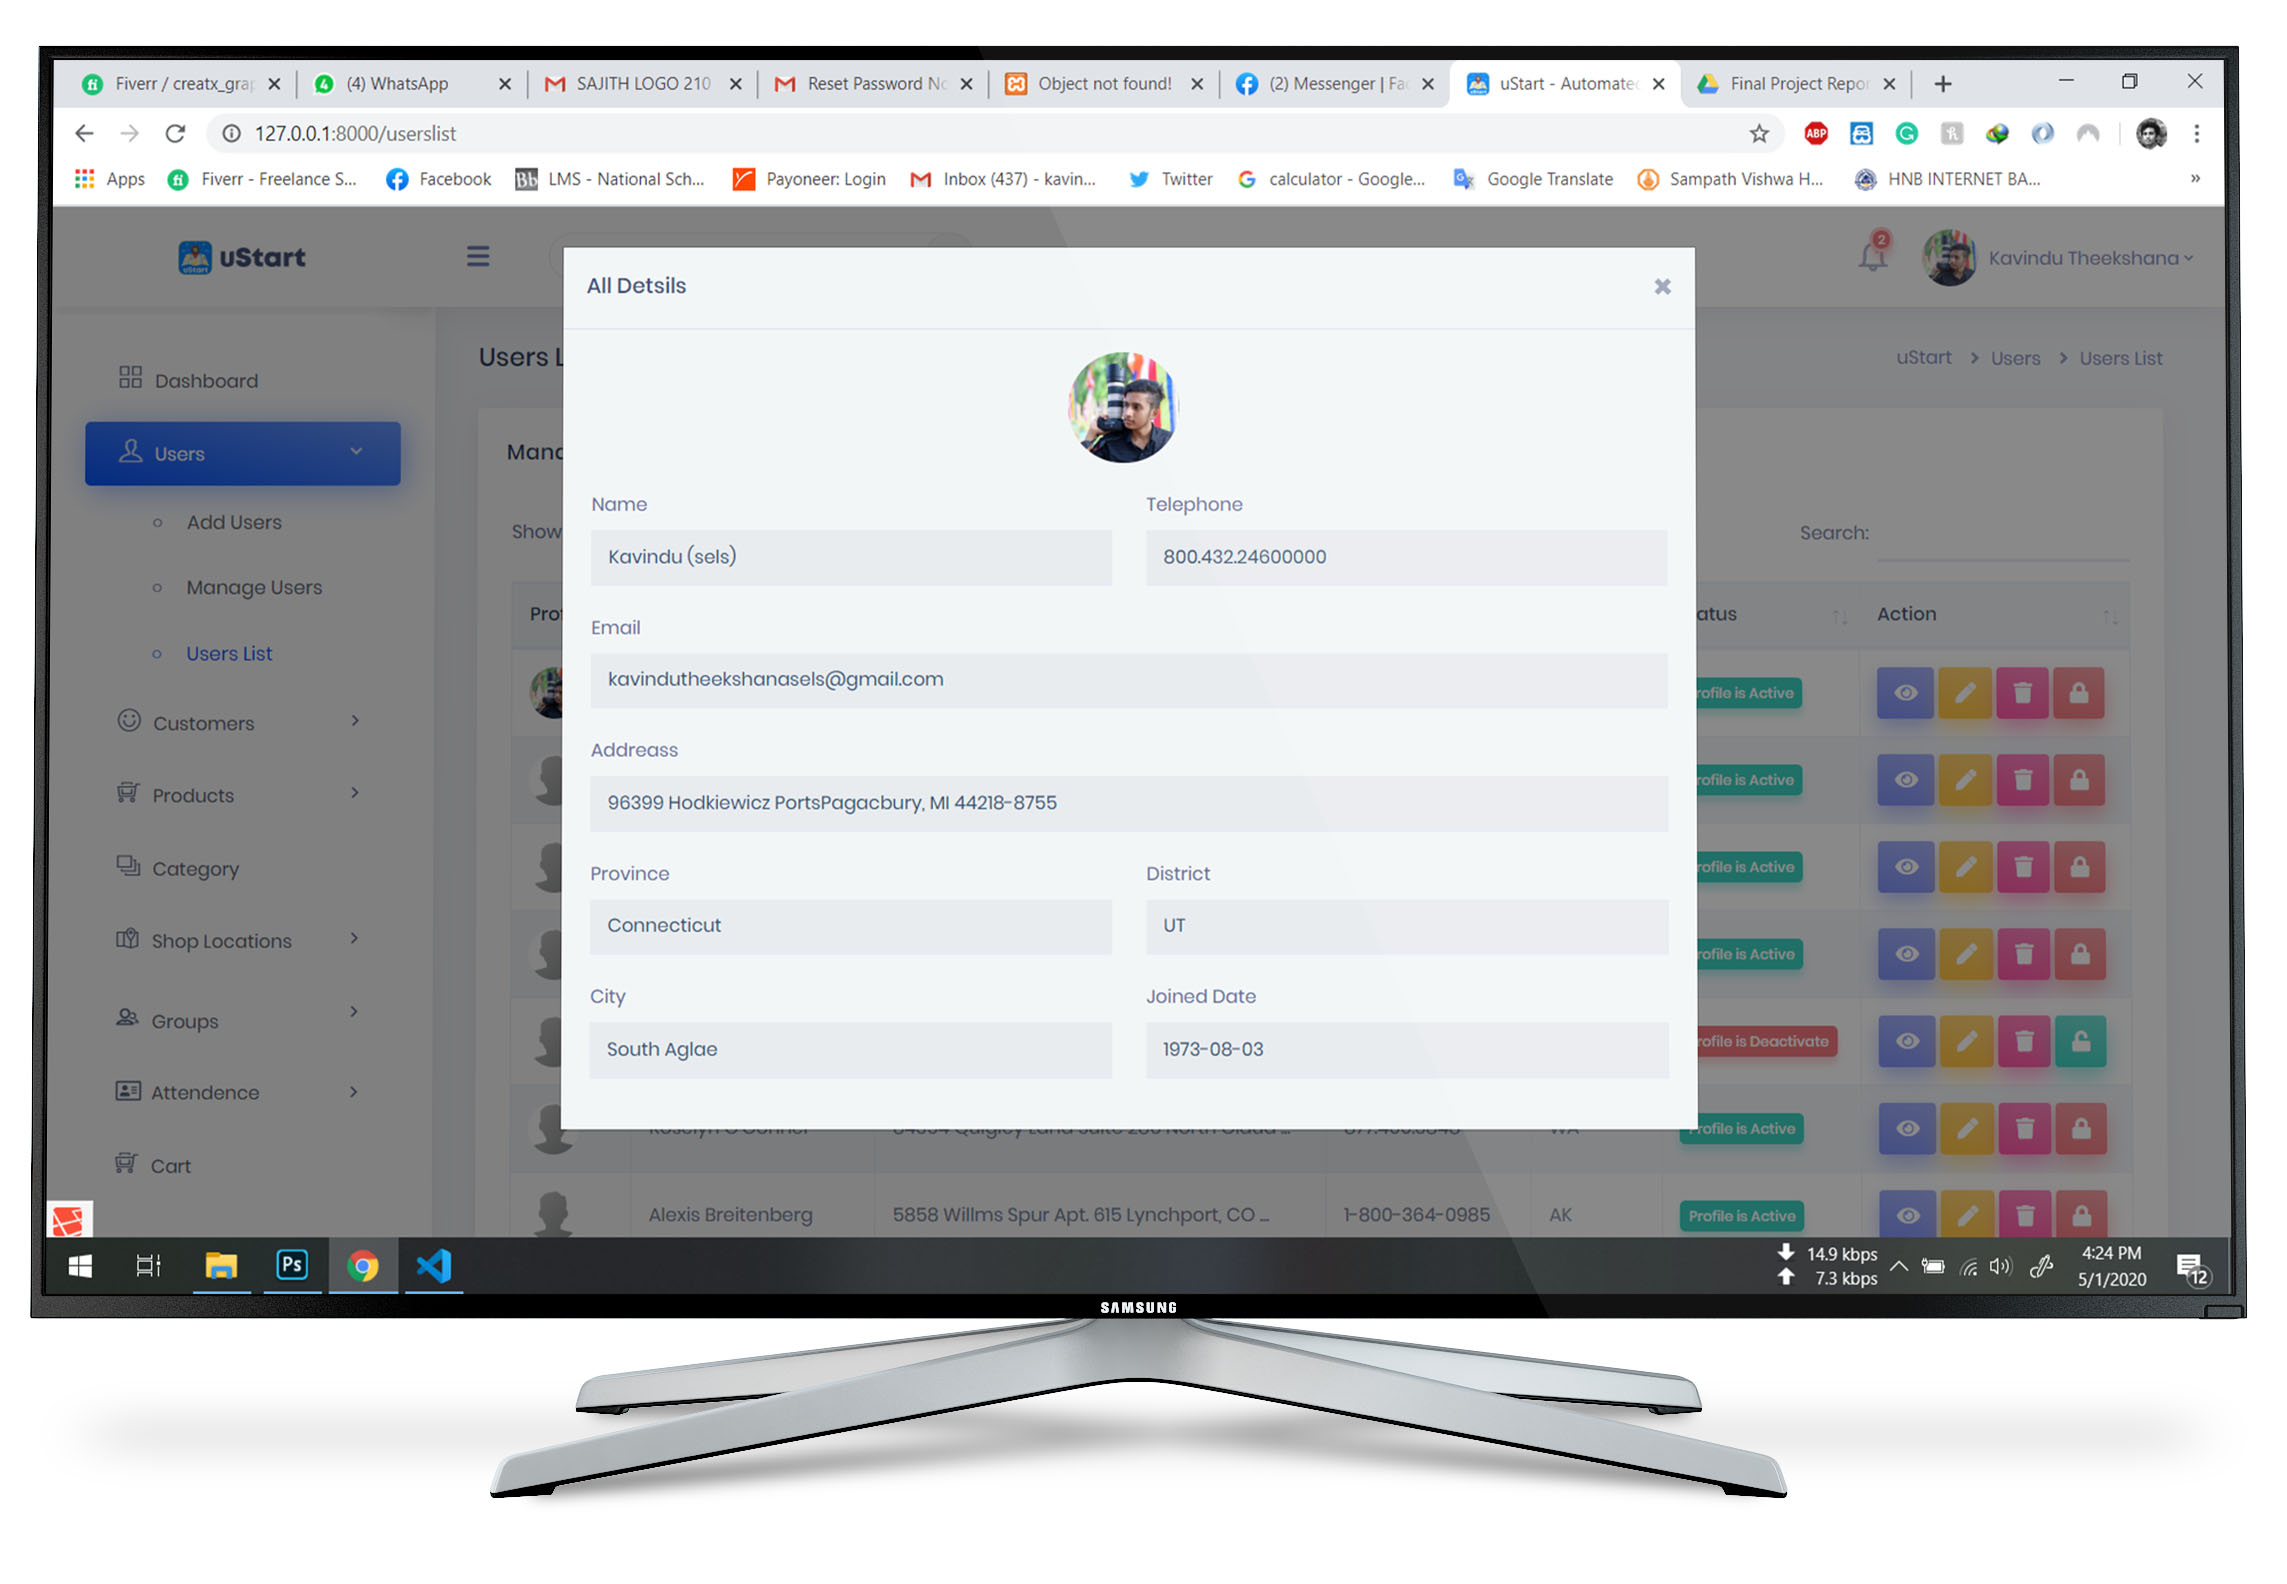 Fiverr / creatx_grap
(4) WhatsApp
SAJITH LOGO 210
Reset Password No
Object not found!
(2) Messenger | Fac
uStart - Automated
Final Project Repor
127.0.0.1:8000/userslist
ABP
Apps
Fiverr - Freelance S...
Facebook
LMS - National Sch...
Payoneer: Login
Inbox (437) - kavin...
Twitter
calculator - Google...
Google Translate
Sampath Vishwa H...
HNB INTERNET BA...
uStart
2
Kavindu Theekshana
All Detsils
Users L
uStart > Users > Users List
Dashboard
Users
Add Users
Manage Users
Users List
Customers
Products
Category
Shop Locations
Groups
Attendence
Cart
Mana
Show
Search:
Prof
atus
Action
Name
Kavindu (sels)
Telephone
800.432.24600000
Email
kavindutheekshanasels@gmail.com
Addreass
96399 Hodkiewicz PortsPagacbury, MI 44218-8755
Province
Connecticut
District
UT
City
South Aglae
Joined Date
1973-08-03
rofile is Active
rofile is Active
rofile is Active
rofile is Active
rofile is Deactivate
rofile is Active
Alexis Breitenberg
5858 Willms Spur Apt. 615 Lynchport, CO ...
1-800-364-0985
AK
Profile is Active
Ps
14.9 kbps
7.3 kbps
4:24 PM
5/1/2020
12
SAMSUNG